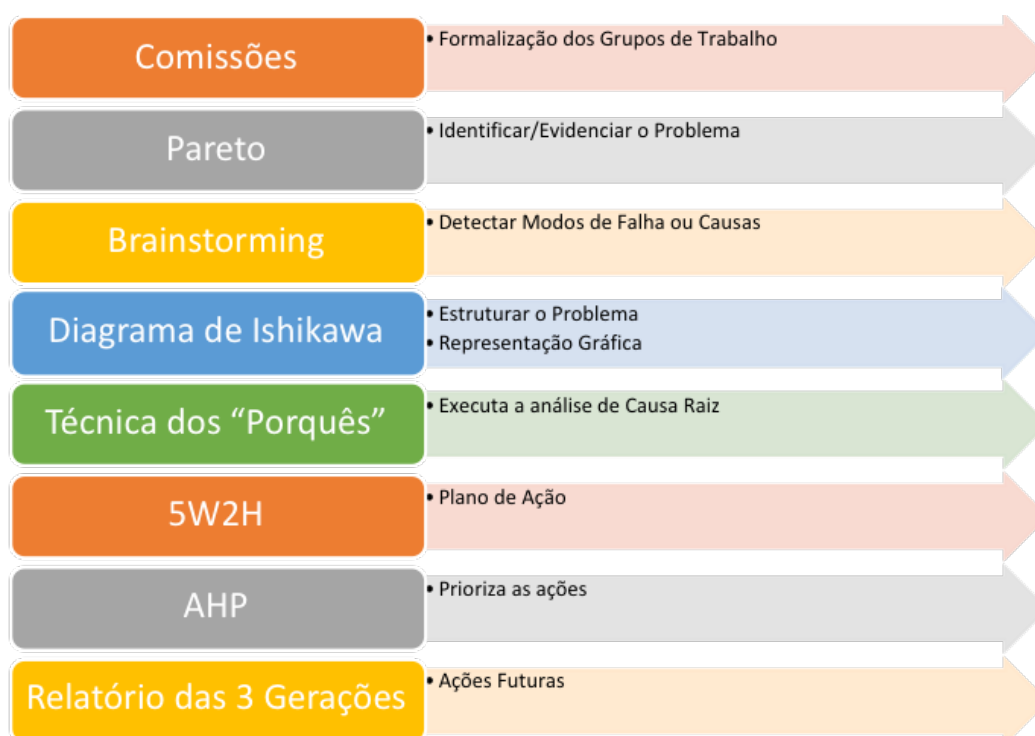 Comissões
• Formalização dos Grupos de Trabalho
Pareto
• Identificar/Evidenciar o Problema
Brainstorming
• Detectar Modos de Falha ou Causas
Diagrama de Ishikawa
• Estruturar o Problema
• Representação Gráfica
Técnica dos “Porquês”
• Executa a análise de Causa Raiz
5W2H
• Plano de Ação
AHP
• Prioriza as ações
Relatório das 3 Gerações
• Ações Futuras